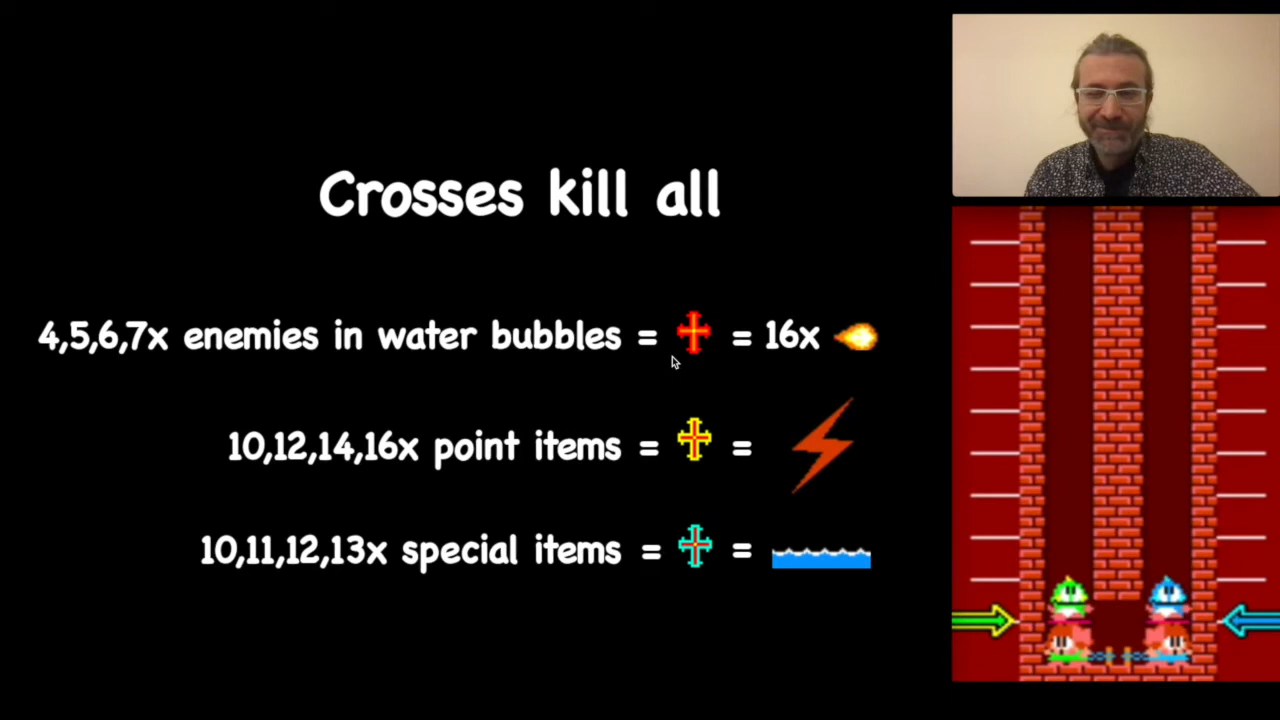 Crosses kill all
4,5,6,7x enemies in water bubbles = = 16x
10,12,14,16x point items = =
10,11,12,13x special items = =